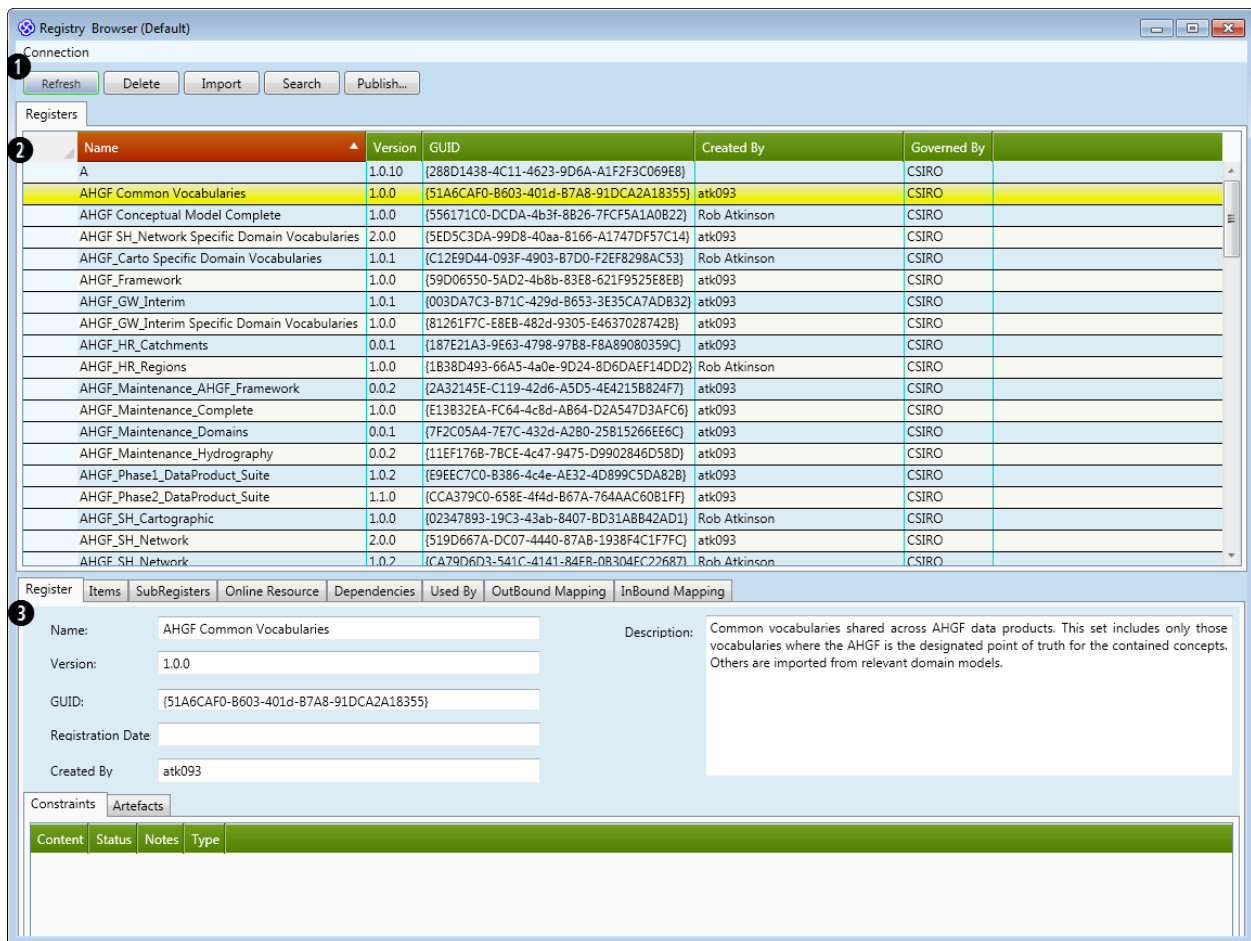 Registry Browser (Default)
Connection
1
Refresh Delete Import Search Publish...
Registers
2
Name Version GUID Created By Governed By
A 1.0.10 {288D1438-4C11-4623-9D6A-A1F2F3C069E8} CSIRO
AHGF Common Vocabularies 1.0.0 {51A6CAF0-B603-401d-B7A8-91DCA2A18355} atk093 CSIRO
AHGF Conceptual Model Complete 1.0.0 {556171C0-DCDA-4b3f-8B26-7FCF5A1A0B22} Rob Atkinson CSIRO
AHGF SH_Network Specific Domain Vocabularies 2.0.0 {5ED5C3DA-99D8-40aa-8166-A1747DF57C14} atk093 CSIRO
AHGF_Carto Specific Domain Vocabularies 1.0.1 {C12E9D44-093F-4903-B7D0-F2EF8298AC53} Rob Atkinson CSIRO
AHGF_Framework 1.0.0 {59D06550-5AD2-4b8b-83E8-621F9525E8EB} atk093 CSIRO
AHGF_GW_Interim 1.0.1 {003DA7C3-B71C-429d-B653-3E35CA7ADB32} atk093 CSIRO
AHGF_GW_Interim Specific Domain Vocabularies 1.0.0 {81261F7C-E8EB-482d-9305-E4637028742B} atk093 CSIRO
AHGF_HR_Catchments 0.0.1 {187E21A3-9E63-4798-97B8-F8A89080359C} atk093 CSIRO
AHGF_HR_Regions 1.0.0 {1B38D493-66A5-4a0e-9D24-8D6DAEF14DD2} Rob Atkinson CSIRO
AHGF_Maintenance_AHGF_Framework 0.0.2 {2A32145E-C119-42d6-A5D5-4E4215B824F7} atk093 CSIRO
AHGF_Maintenance_Complete 1.0.0 {E13B32EA-FC64-4c8d-AB64-D2A547D3AFC6} atk093 CSIRO
AHGF_Maintenance_Domains 0.0.1 {7F2C05A4-7E7C-432d-A2B0-25B15266EE6C} atk093 CSIRO
AHGF_Maintenance_Hydrography 0.0.2 {11EF176B-7BCE-4c47-9475-D9902846D58D} atk093 CSIRO
AHGF_Phase1_DataProduct_Suite 1.0.2 {E9EEC7C0-B386-4c4e-AE32-4D899C5DA82B} atk093 CSIRO
AHGF_Phase2_DataProduct_Suite 1.1.0 {CCA379C0-658E-4f4d-B67A-764AAC60B1FF} atk093 CSIRO
AHGF_SH_Cartographic 1.0.0 {02347893-19C3-43ab-8407-BD31ABB42AD1} Rob Atkinson CSIRO
AHGF_SH_Network 2.0.0 {519D667A-DC07-4440-87AB-1938F4C1F7FC} atk093 CSIRO
AHGF_SH_Network 1.0.2 {CA79D6D3-541C-4141-84FB-0B304FC22687} Rob Atkinson CSIRO
Register Items SubRegisters Online Resource Dependencies Used By OutBound Mapping InBound Mapping
3
Name: AHGF Common Vocabularies
Version: 1.0.0
GUID: {51A6CAF0-B603-401d-B7A8-91DCA2A18355}
Registration Date
Created By atk093
Description: Common vocabularies shared across AHGF data products. This set includes only those
vocabularies where the AHGF is the designated point of truth for the contained concepts.
Others are imported from relevant domain models.
Constraints Artefacts
Content Status Notes Type